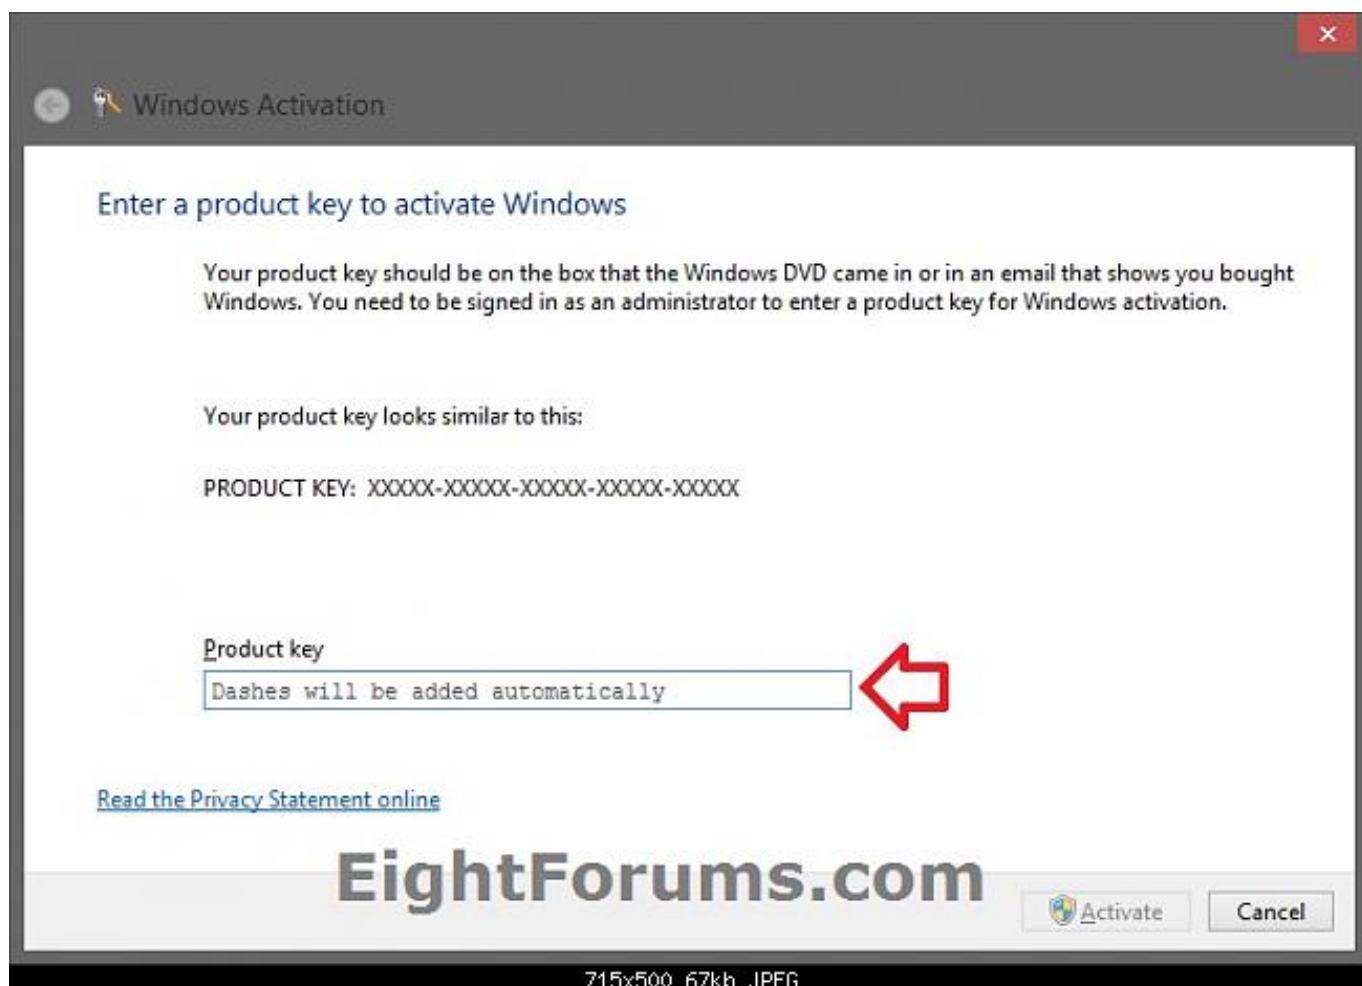 Windows Activation
Enter a product key to activate Windows
Your product key should be on the box that the Windows DVD came in or in an email that shows you bought
Windows. You need to be signed in as an administrator to enter a product key for Windows activation.
Your product key looks similar to this:
PRODUCT KEY: XXXXX-XXXXX-XXXXX-XXXXX-XXXXX
Product key
Dashes will be added automatically
Read the Privacy Statement online
EightForums.com
Activate
Cancel
715x500 67kb JPEG